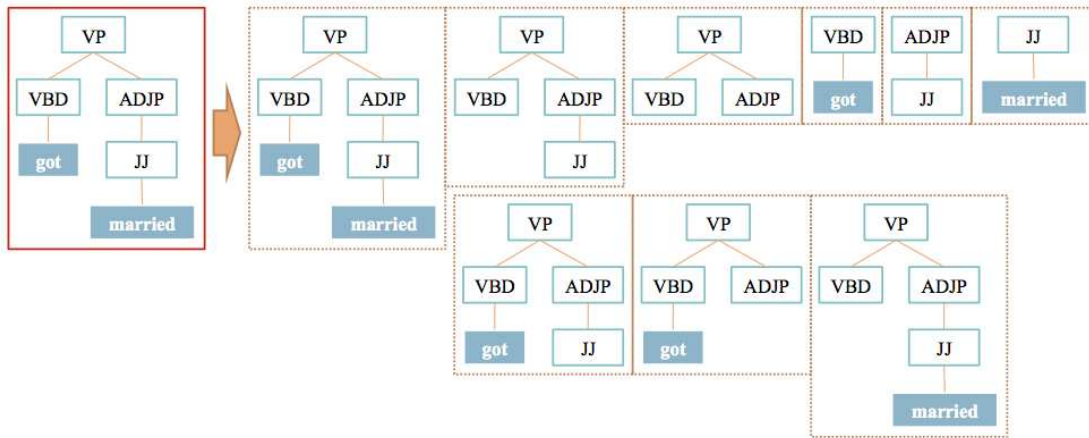 VP VP VP VP VBD ADJP JJ
VBD ADJP VBD ADJP VBD ADJP VBD ADJP got JJ married
got JJ got JJ JJ
married married
VP VP VP
VBD ADJP VBD ADJP VBD ADJP
got JJ got JJ
married